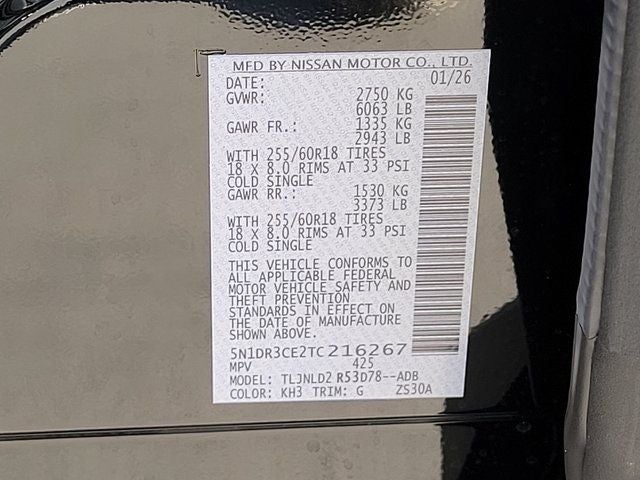 MFD BY NISSAN MOTOR CO., LTD.
DATE: 01/26
GVWR: 2750 KG
6063 LB
GAWR FR.: 1335 KG
2943 LB
WITH 255/60R18 TIRES
18 X 8.0 RIMS AT 33 PSI
COLD SINGLE
GAWR RR.: 1530 KG
3373 LB
WITH 255/60R18 TIRES
18 X 8.0 RIMS AT 33 PSI
COLD SINGLE
THIS VEHICLE CONFORMS TO
ALL APPLICABLE FEDERAL
MOTOR VEHICLE SAFETY AND
THEFT PREVENTION
STANDARDS IN EFFECT ON
THE DATE OF MANUFACTURE
SHOWN ABOVE.
5N1DR3CE2TC216267
MPV 425
MODEL: TLJNLD2 R53D78--ADB
COLOR: KH3 TRIM: G ZS30A